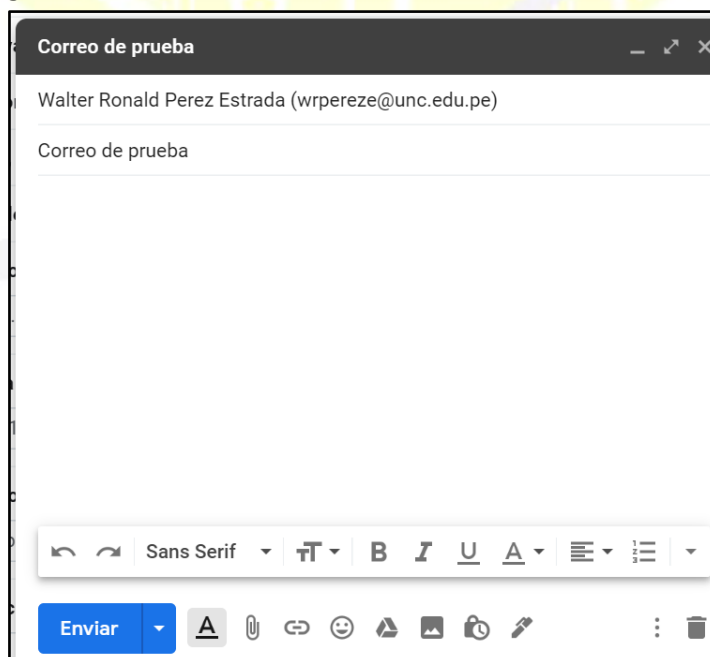 Correo de prueba
Walter Ronald Perez Estrada (wrpereze@unc.edu.pe)
Correo de prueba
Sans Serif
B I U A
Enviar A